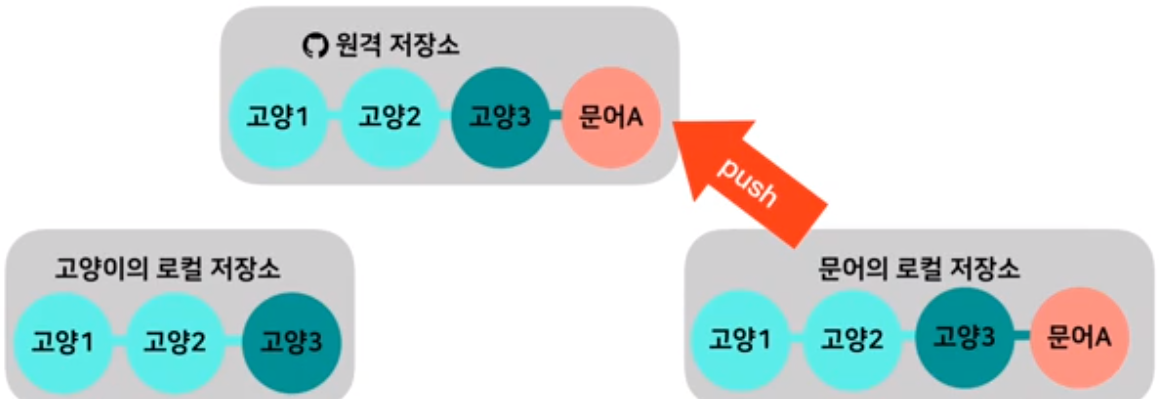 원격 저장소
고양1 고양2 고양3 문어A
push
고양이의 로컬 저장소
고양1 고양2 고양3
문어의 로컬 저장소
고양1 고양2 고양3 문어A